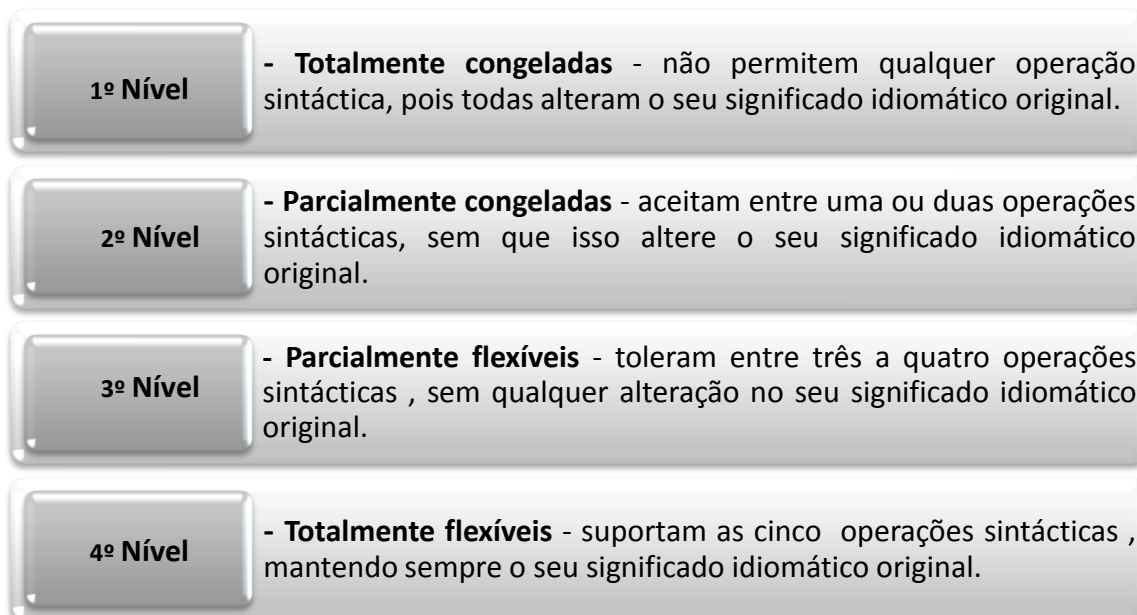 1º Nível
- Totalmente congeladas - não permitem qualquer operação
sintáctica, pois todas alteram o seu significado idiomático original.
2º Nível
- Parcialmente congeladas - aceitam entre uma ou duas operações
sintácticas, sem que isso altere o seu significado idiomático
original.
3º Nível
- Parcialmente flexíveis - toleram entre três a quatro operações
sintácticas , sem qualquer alteração no seu significado idiomático
original.
4º Nível
- Totalmente flexíveis - suportam as cinco operações sintácticas ,
mantendo sempre o seu significado idiomático original.